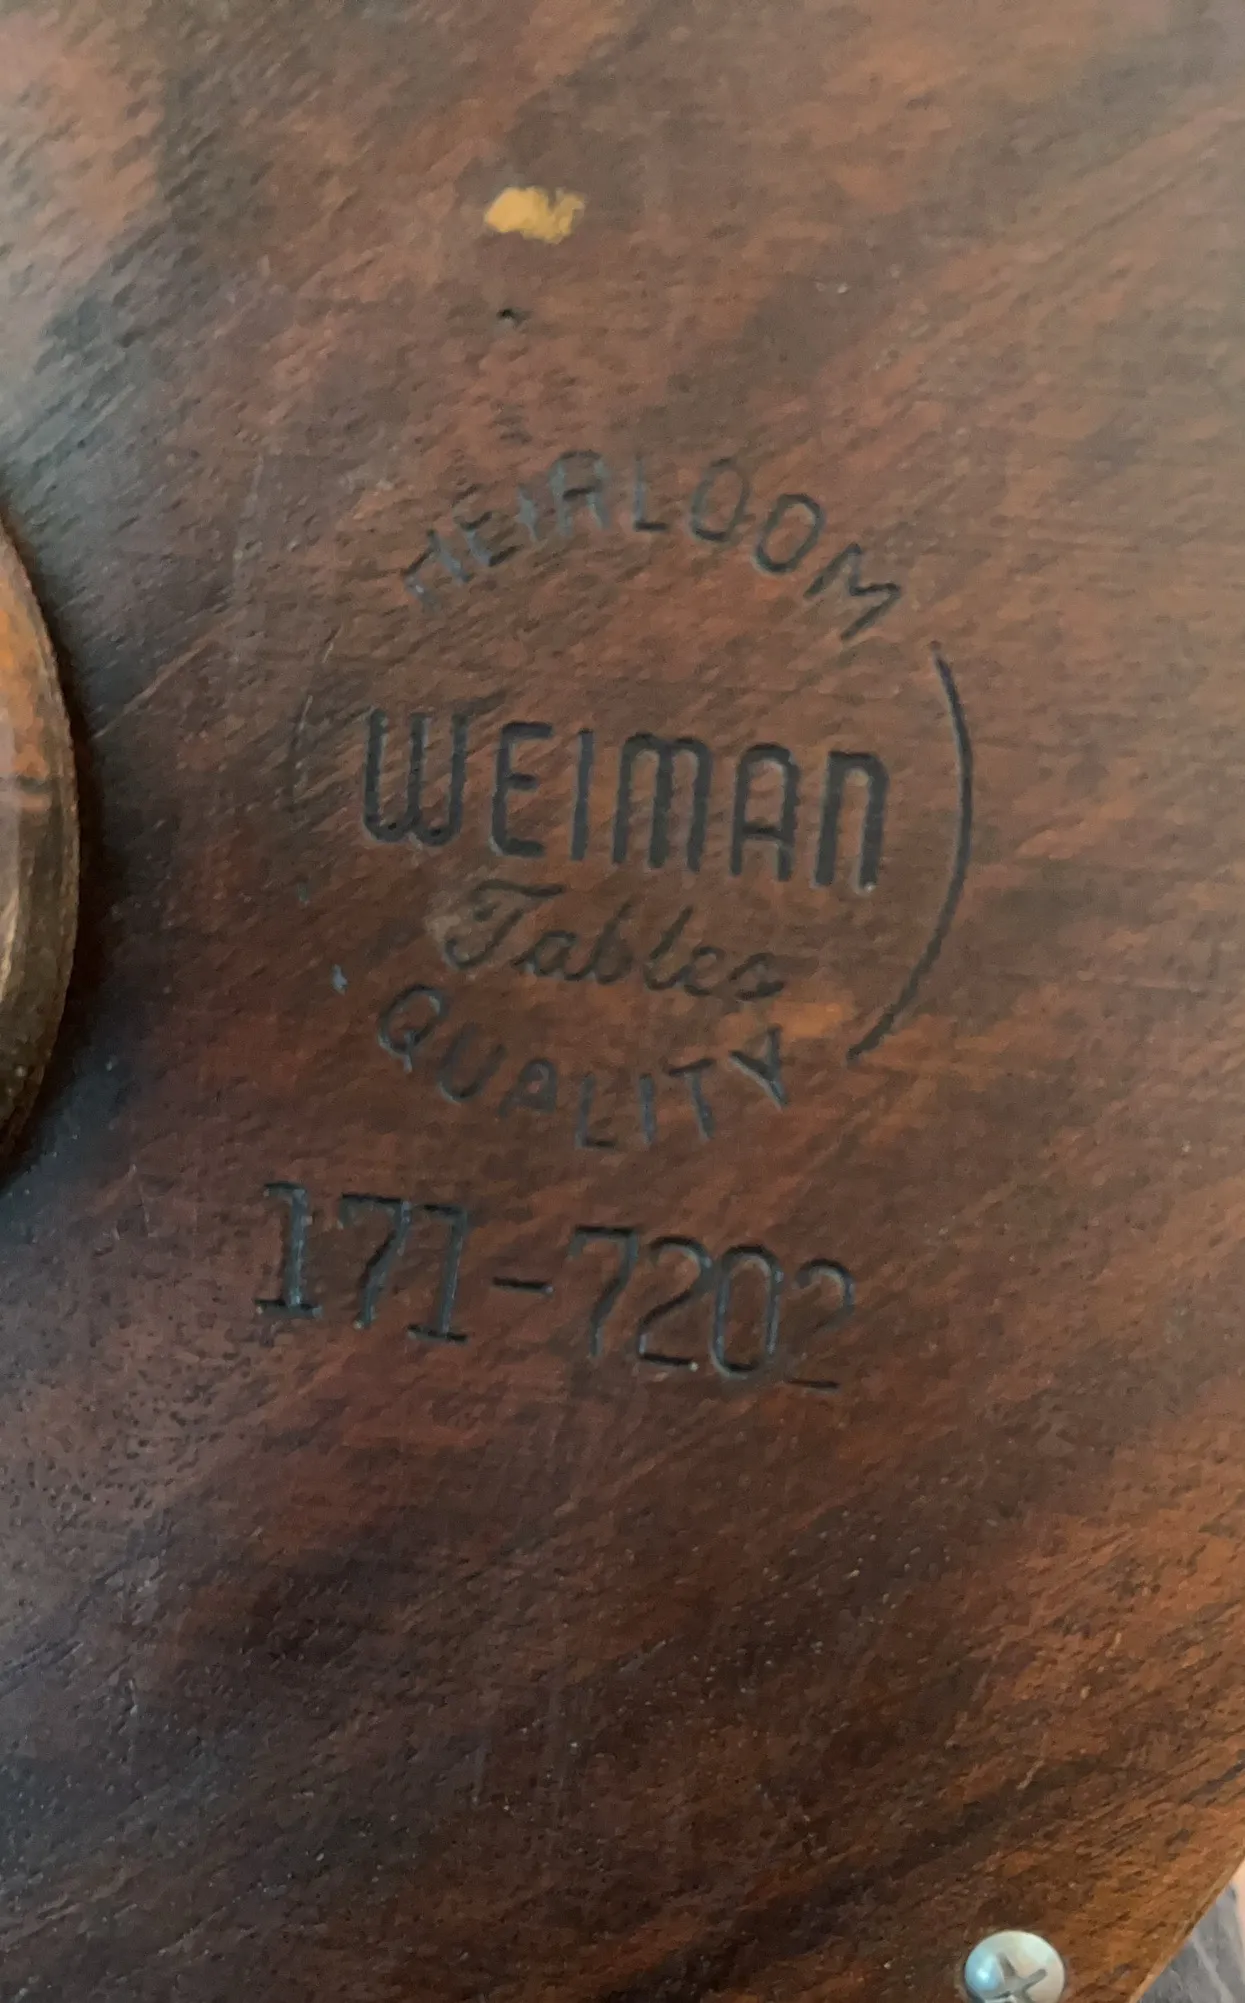 HEIRLOOM
WEIMAN
Tables
QUALITY
171-7202